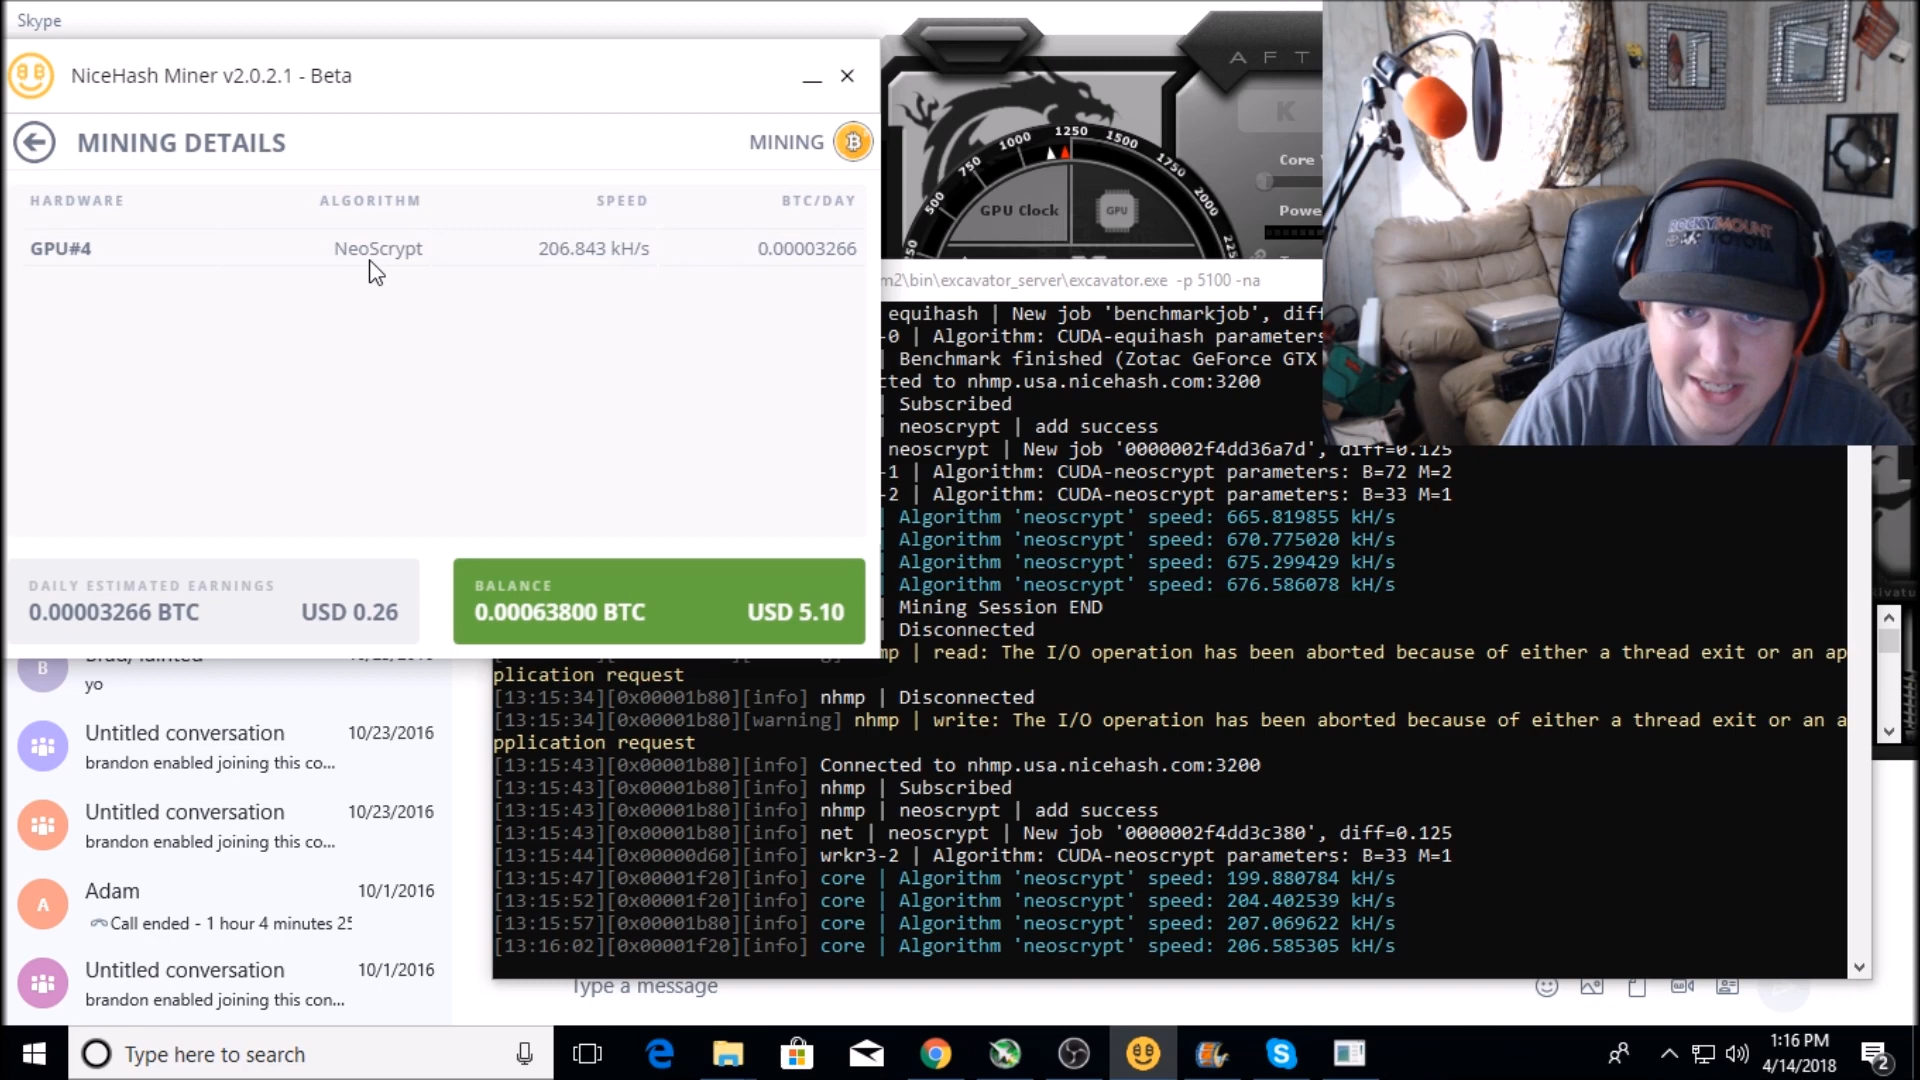 Skype
NiceHash Miner v2.0.2.1 - Beta
MINING DETAILS
MINING
HARDWARE ALGORITHM SPEED BTC/DAY
GPU#4 NeoScrypt 206.843 kH/s 0.00003266
DAILY ESTIMATED EARNINGS
0.00003266 BTC USD 0.26
BALANCE
0.00063800 BTC USD 5.10
AFT
K
500 750 1000 1250 1500 1750 2000
GPU Clock
GPU
Core
Powe
ROCKY MOUNT
TOYOTA
m2\bin\excavator_server\excavator.exe -p 5100 -na
equihash | New job 'benchmarkjob', diff
-0 | Algorithm: CUDA-equihash parameters
| Benchmark finished (Zotac GeForce GTX
cted to nhmp.usa.nicehash.com:3200
| Subscribed
neoscrypt | add success
neoscrypt | New job '0000002f4dd36a7d', diff=0.125
-1 | Algorithm: CUDA-neoscrypt parameters: B=72 M=2
-2 | Algorithm: CUDA-neoscrypt parameters: B=33 M=1
Algorithm 'neoscrypt' speed: 665.819855 kH/s
Algorithm 'neoscrypt' speed: 670.775020 kH/s
Algorithm 'neoscrypt' speed: 675.299429 kH/s
Algorithm 'neoscrypt' speed: 676.586078 kH/s
Mining Session END
Disconnected
mp | read: The I/O operation has been aborted because of either a thread exit or an ap
plication request
[13:15:34][0x00001b80][info] nhmp | Disconnected
[13:15:34][0x00001b80][warning] nhmp | write: The I/O operation has been aborted because of either a thread exit or an a
pplication request
[13:15:43][0x00001b80][info] Connected to nhmp.usa.nicehash.com:3200
[13:15:43][0x00001b80][info] nhmp | Subscribed
[13:15:43][0x00001b80][info] nhmp | neoscrypt | add success
[13:15:43][0x00001b80][info] net | neoscrypt | New job '0000002f4dd3c380', diff=0.125
[13:15:44][0x00000d60][info] wrkr3-2 | Algorithm: CUDA-neoscrypt parameters: B=33 M=1
[13:15:47][0x00001f20][info] core | Algorithm 'neoscrypt' speed: 199.880784 kH/s
[13:15:52][0x00001f20][info] core | Algorithm 'neoscrypt' speed: 204.402539 kH/s
[13:15:57][0x00001b80][info] core | Algorithm 'neoscrypt' speed: 207.069622 kH/s
[13:16:02][0x00001f20][info] core | Algorithm 'neoscrypt' speed: 206.585305 kH/s
B
yo
Untitled conversation 10/23/2016
brandon enabled joining this co...
Untitled conversation 10/23/2016
brandon enabled joining this co...
A
Adam 10/1/2016
Call ended - 1 hour 4 minutes 25
Untitled conversation 10/1/2016
brandon enabled joining this con...
Type a message
Type here to search
1:16 PM
4/14/2018
2